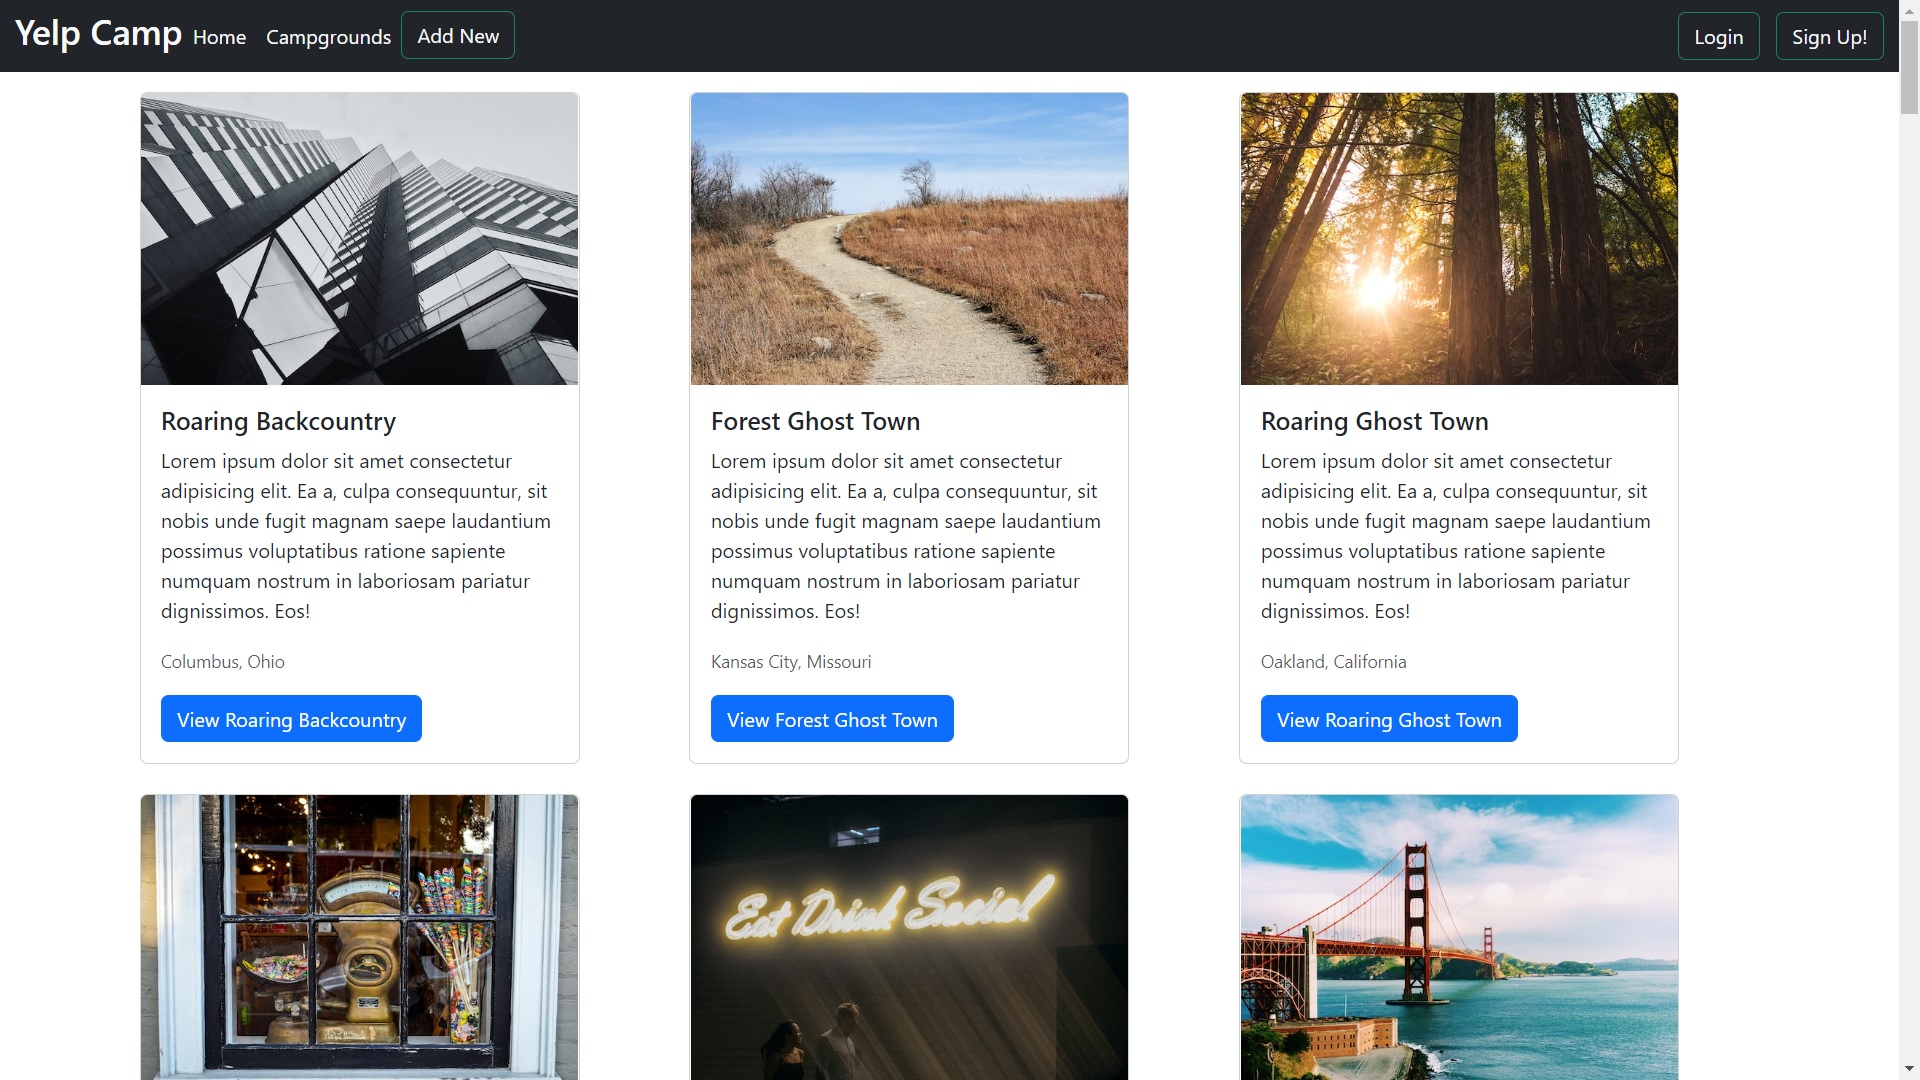 Yelp Camp Home Campgrounds Add New Login Sign Up!
Roaring Backcountry
Lorem ipsum dolor sit amet consectetur
adipisicing elit. Ea a, culpa consequuntur, sit
nobis unde fugit magnam saepe laudantium
possimus voluptatibus ratione sapiente
numquam nostrum in laboriosam pariatur
dignissimos. Eos!
Columbus, Ohio
View Roaring Backcountry
Forest Ghost Town
Lorem ipsum dolor sit amet consectetur
adipisicing elit. Ea a, culpa consequuntur, sit
nobis unde fugit magnam saepe laudantium
possimus voluptatibus ratione sapiente
numquam nostrum in laboriosam pariatur
dignissimos. Eos!
Kansas City, Missouri
View Forest Ghost Town
Roaring Ghost Town
Lorem ipsum dolor sit amet consectetur
adipisicing elit. Ea a, culpa consequuntur, sit
nobis unde fugit magnam saepe laudantium
possimus voluptatibus ratione sapiente
numquam nostrum in laboriosam pariatur
dignissimos. Eos!
Oakland, California
View Roaring Ghost Town
Eat Drink Social